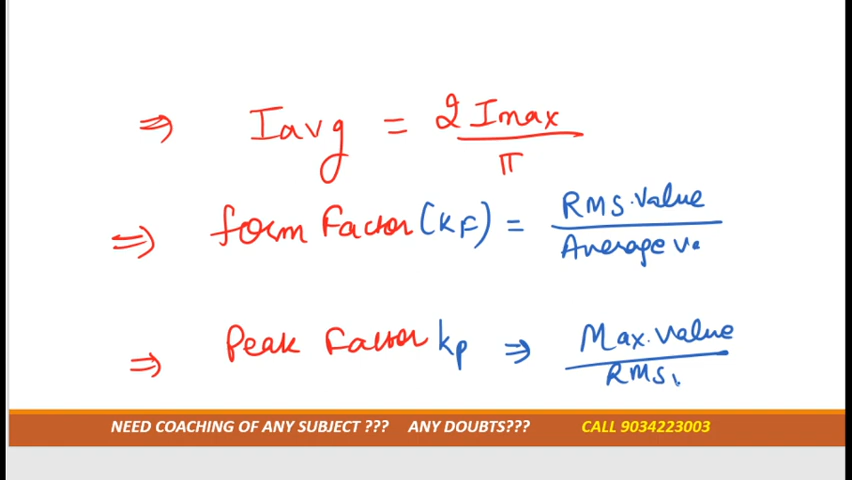 ⇒ Iavg = 2 Imax / π
⇒ form Factor (KF) = RMS. Value / Average v.
⇒ Peak Factor kp ⇒ Max. Value / RMS v
NEED COACHING OF ANY SUBJECT ??? ANY DOUBTS??? CALL 9034223003